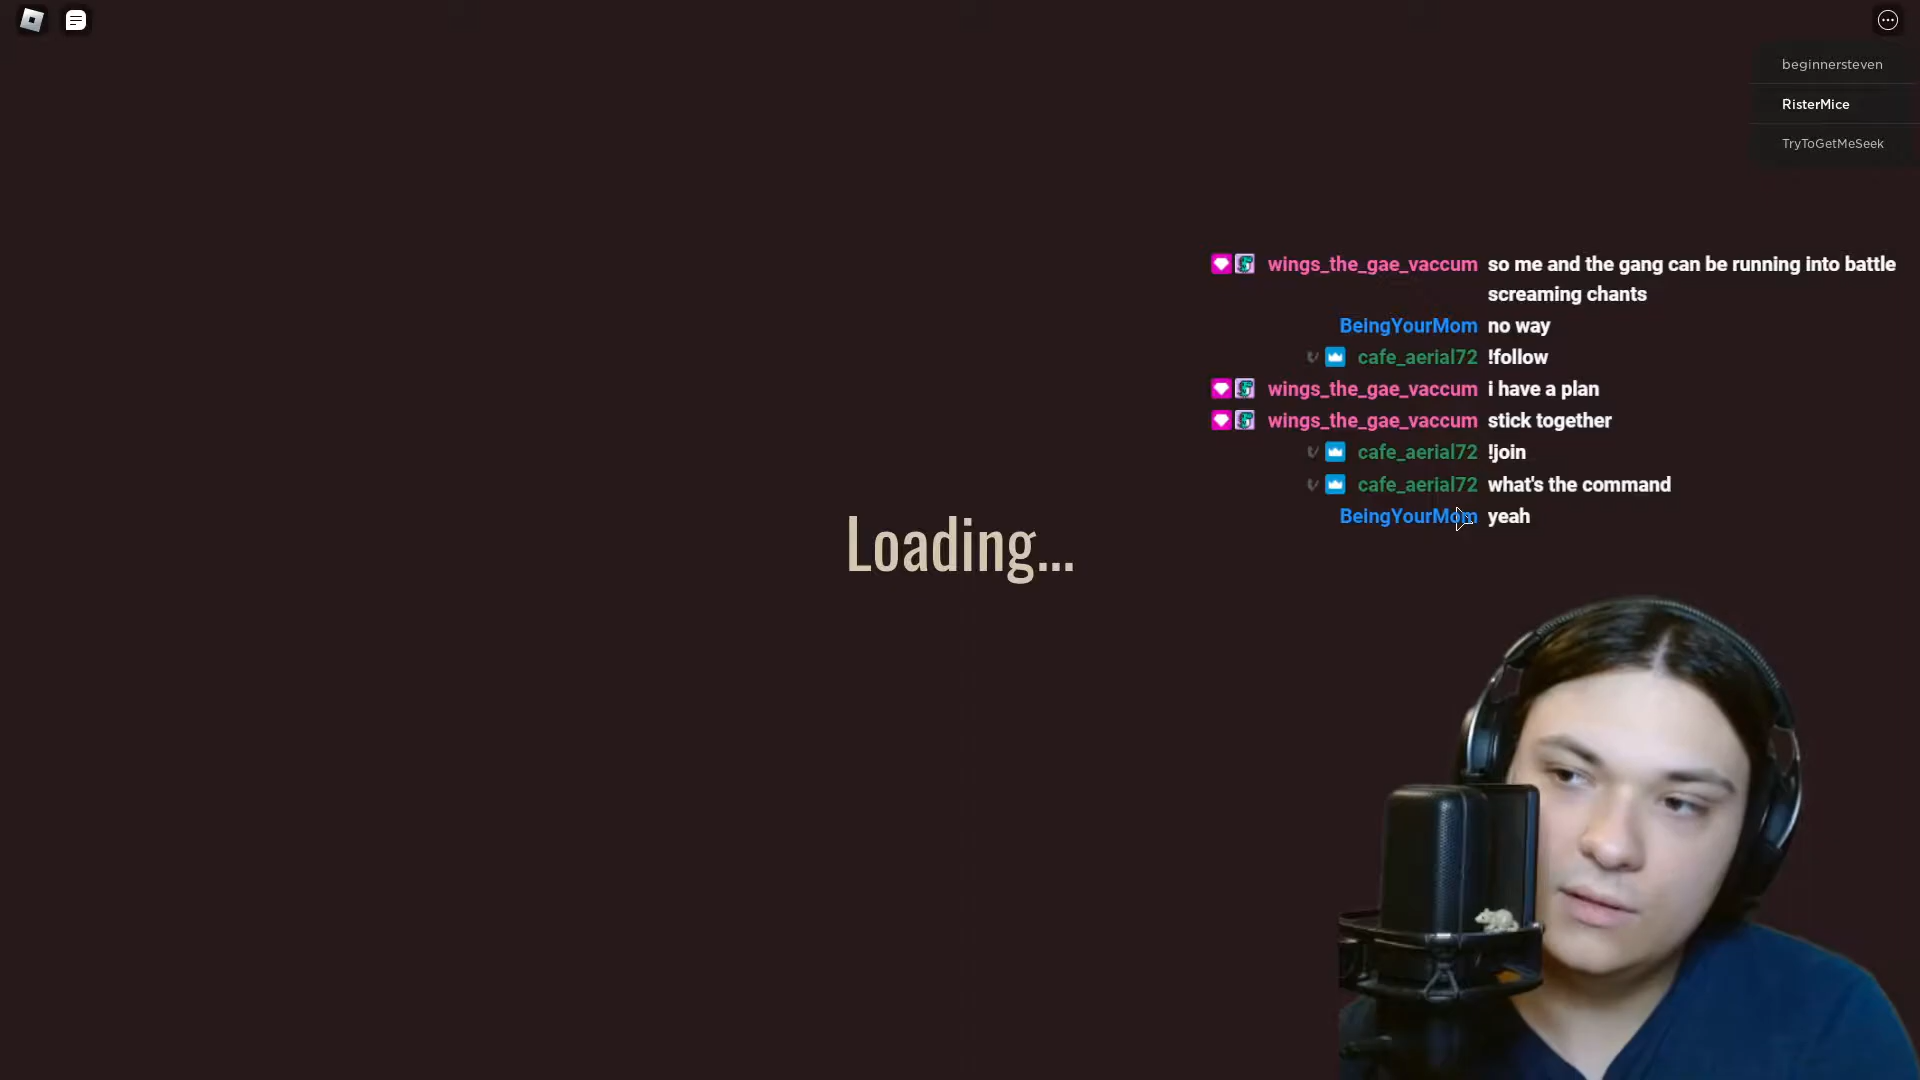 beginnersteven
RisterMice
TryToGetMeSeek
wings_the_gae_vaccum so me and the gang can be running into battle
screaming chants
BeingYourMom no way
cafe_aerial72 !follow
wings_the_gae_vaccum i have a plan
wings_the_gae_vaccum stick together
cafe_aerial72 !join
cafe_aerial72 what's the command
BeingYourMom yeah
Loading...